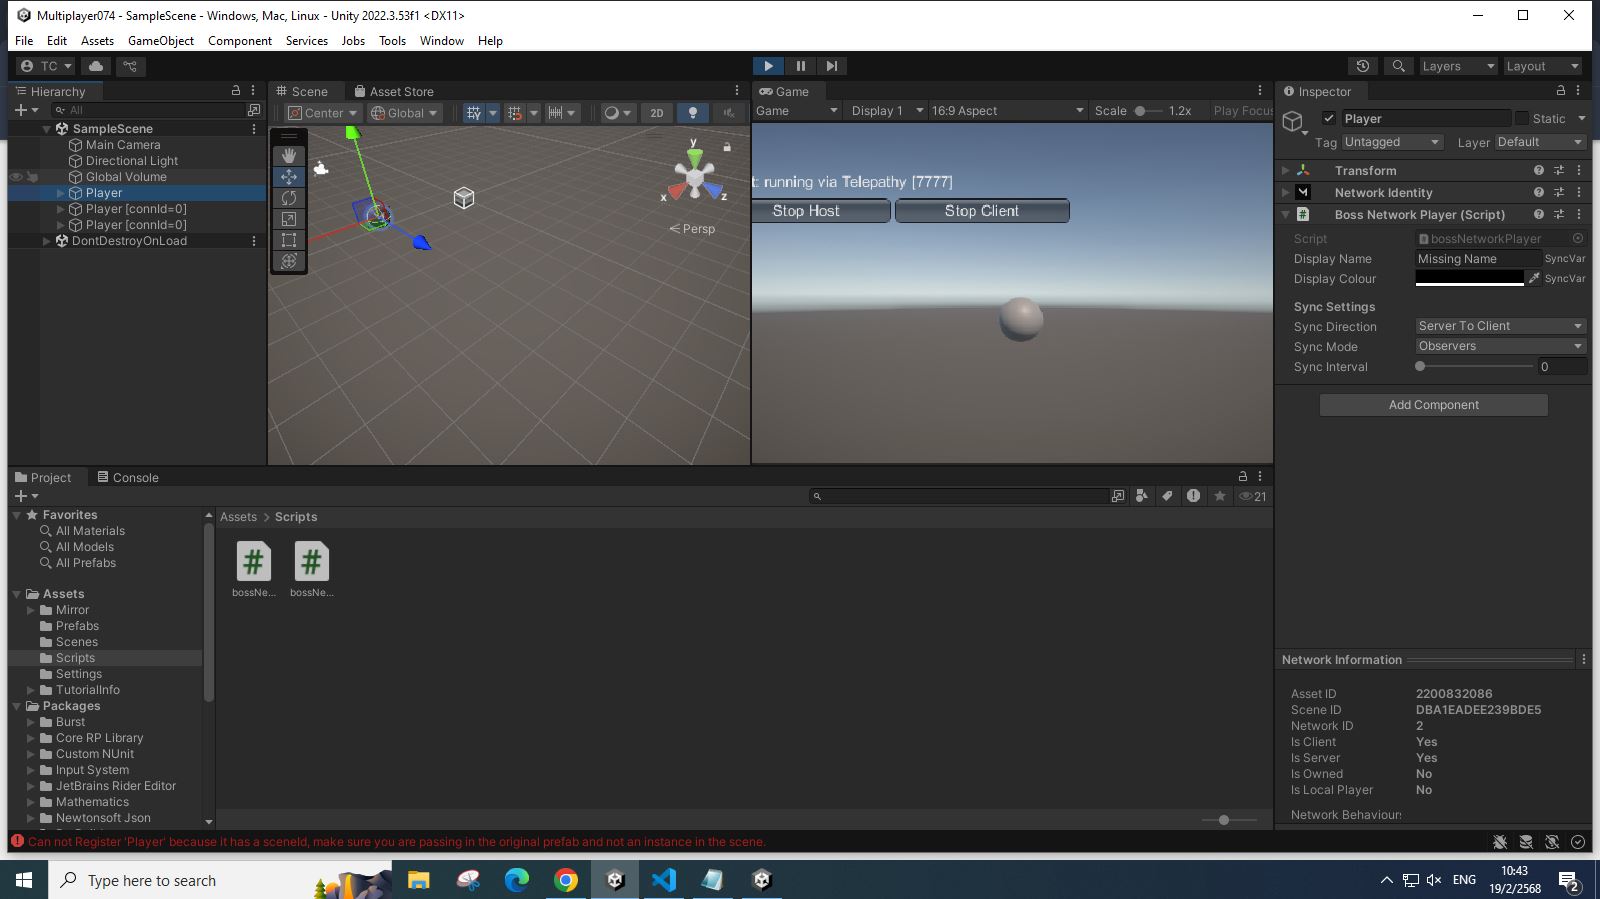 Multiplayer074 - SampleScene - Windows, Mac, Linux - Unity 2022.3.53f1 <DX11>
File Edit Assets GameObject Component Services Jobs Tools Window Help
TC
Layers
Layout
Hierarchy
All
SampleScene
Main Camera
Directional Light
Global Volume
Player
Player [connId=0]
Player [connId=0]
DontDestroyOnLoad
Scene
Asset Store
Center
Global
2D
y
x
z
Persp
Game
Game
Display 1
16:9 Aspect
Scale
1.2x
Play Focus
t: running via Telepathy [7777]
Stop Host
Stop Client
Inspector
Player
Static
Tag Untagged
Layer Default
Transform
Network Identity
Boss Network Player (Script)
Script bossNetworkPlayer
Display Name Missing Name SyncVar
Display Colour SyncVar
Sync Settings
Sync Direction Server To Client
Sync Mode Observers
Sync Interval 0
Add Component
Network Information
Asset ID 2200832086
Scene ID DBA1EADEE239BDE5
Network ID 2
Is Client Yes
Is Server Yes
Is Owned No
Is Local Player No
Network Behaviours
Project
Console
21
Favorites
All Materials
All Models
All Prefabs
Assets
Mirror
Prefabs
Scenes
Scripts
Settings
TutorialInfo
Packages
Burst
Core RP Library
Custom NUnit
Input System
JetBrains Rider Editor
Mathematics
Newtonsoft Json
Assets > Scripts
# #
bossNe... bossNe...
Can not Register 'Player' because it has a sceneId, make sure you are passing in the original prefab and not an instance in the scene.
Type here to search
ENG
10:43
19/2/2568
2